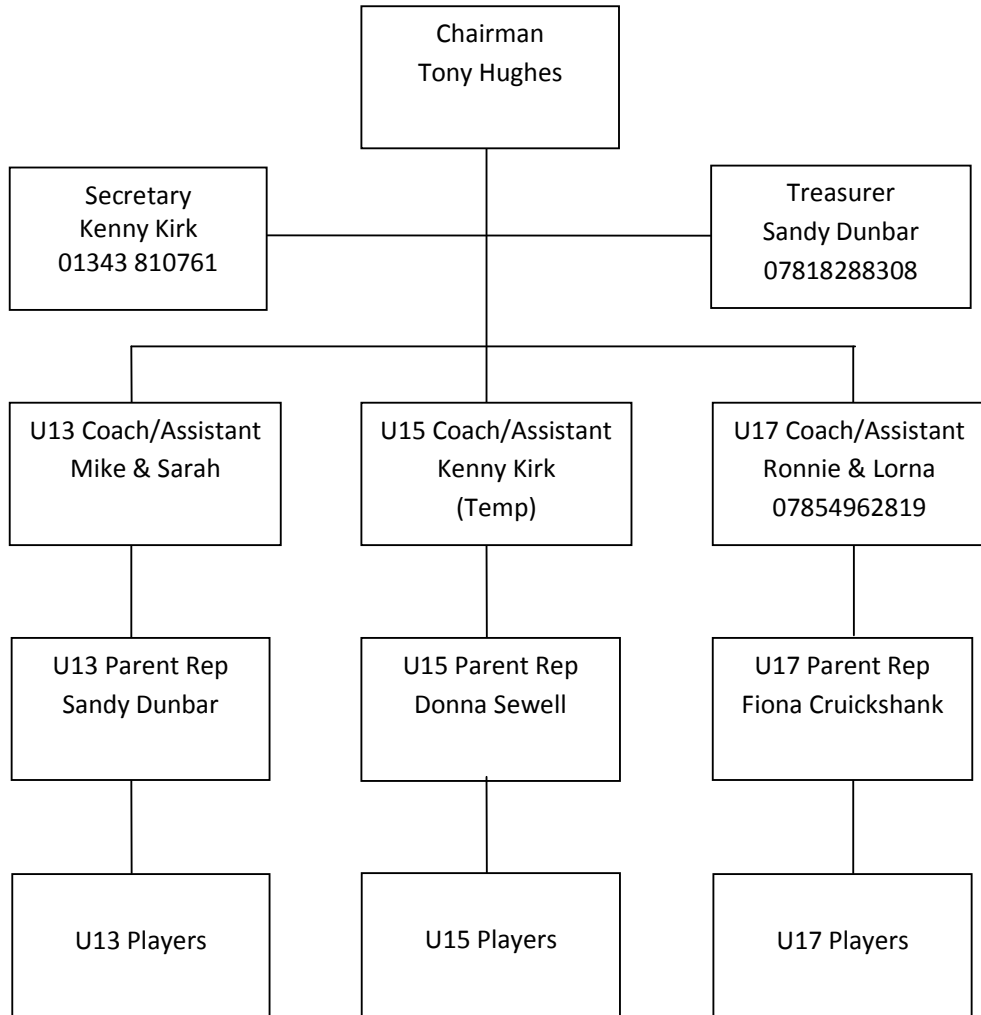 Chairman
Tony Hughes
Secretary
Kenny Kirk
01343 810761
Treasurer
Sandy Dunbar
07818288308
U13 Coach/Assistant
Mike & Sarah
U15 Coach/Assistant
Kenny Kirk
(Temp)
U17 Coach/Assistant
Ronnie & Lorna
07854962819
U13 Parent Rep
Sandy Dunbar
U15 Parent Rep
Donna Sewell
U17 Parent Rep
Fiona Cruickshank
U13 Players
U15 Players
U17 Players